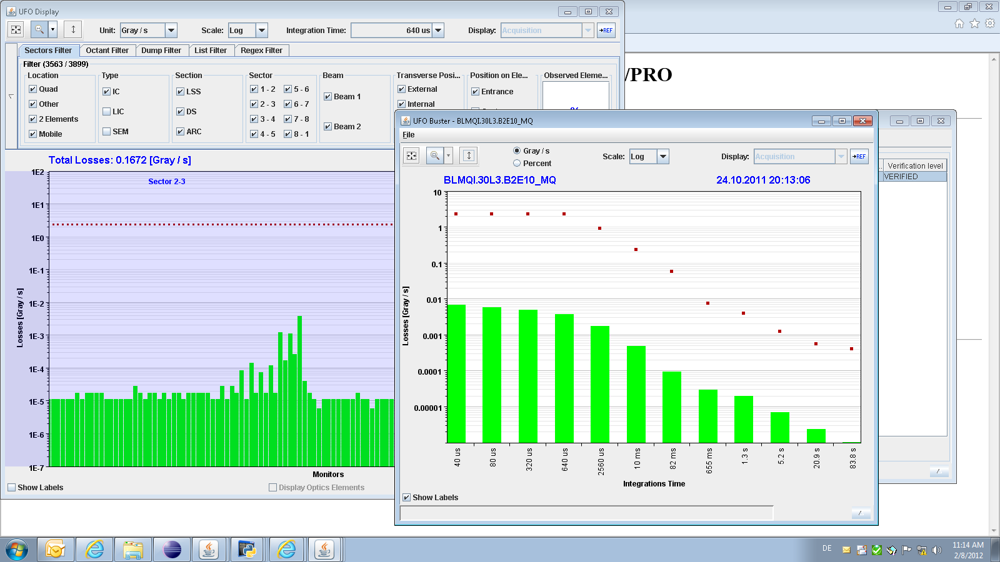 UFO Display
Unit: Gray / s Scale: Log Integration Time: 640 us Display: Acquisition →REF
Sectors Filter Octant Filter Dump Filter List Filter Regex Filter
Filter (3563 / 3899)
Location Type Section Sector Beam Transverse Posi... Position on Ele... Observed Eleme...
Quad IC LSS 1 - 2 5 - 6 Beam 1 External Entrance
Other LIC DS 2 - 3 6 - 7 Internal
2 Elements SEM ARC 3 - 4 7 - 8 Beam 2
Mobile 4 - 5 8 - 1
/PRO
Total Losses: 0.1672 [Gray / s]
Sector 2-3
1E2
1E1
1E0
1E-1
1E-2
1E-3
1E-4
1E-5
1E-6
1E-7
Losses [Gray / s]
Monitors
Show Labels Display Optics Elements
UFO Buster - BLMQI.30L3.B2E10_MQ
File
Gray / s
Percent
Scale: Log Display: Acquisition →REF
BLMQI.30L3.B2E10_MQ 24.10.2011 20:13:06
10
1
0.1
0.01
0.001
0.0001
0.00001
Losses [Gray / s]
40 us 80 us 320 us 640 us 2560 us 10 ms 82 ms 655 ms 1.3 s 5.2 s 20.9 s 83.8 s
Integrations Time
Show Labels
.. Verification level
VERIFIED
DE
11:14 AM
2/8/2012